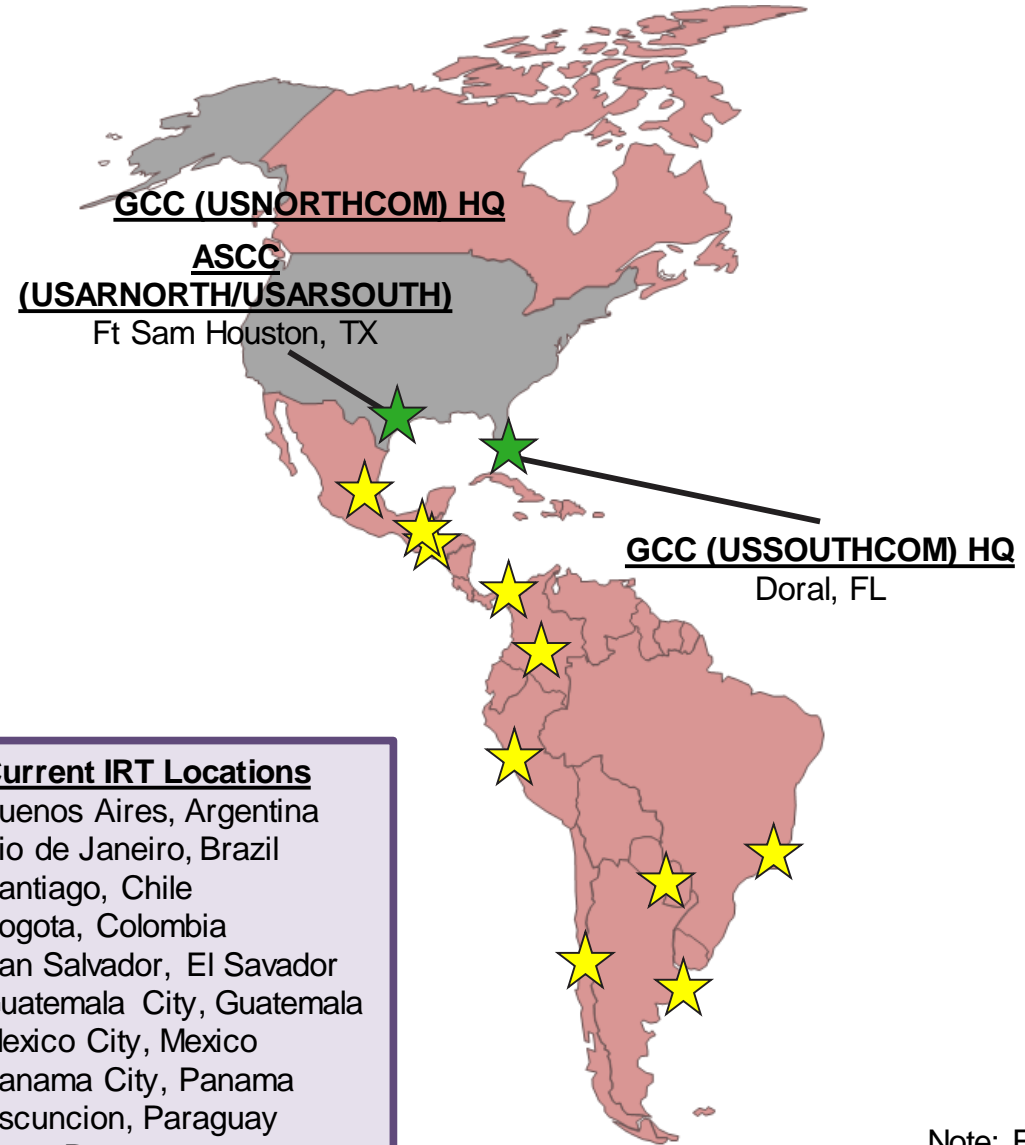 GCC (USNORTHCOM) HQ
ASCC
(USARNORTH/USARSOUTH)
Ft Sam Houston, TX
GCC (USSOUTHCOM) HQ
Doral, FL
urrent IRT Locations
uenos Aires, Argentina
io de Janeiro, Brazil
antiago, Chile
ogota, Colombia
an Salvador, El Savador
uatemala City, Guatemala
exico City, Mexico
anama City, Panama
scuncion, Paraguay
Note: